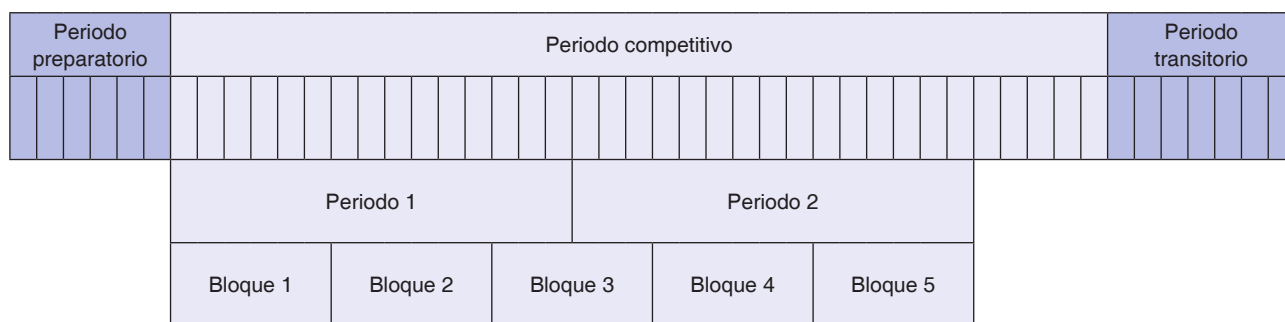 Periodo
preparatorio
Periodo competitivo
Periodo
transitorio
Periodo 1
Periodo 2
Bloque 1
Bloque 2
Bloque 3
Bloque 4
Bloque 5